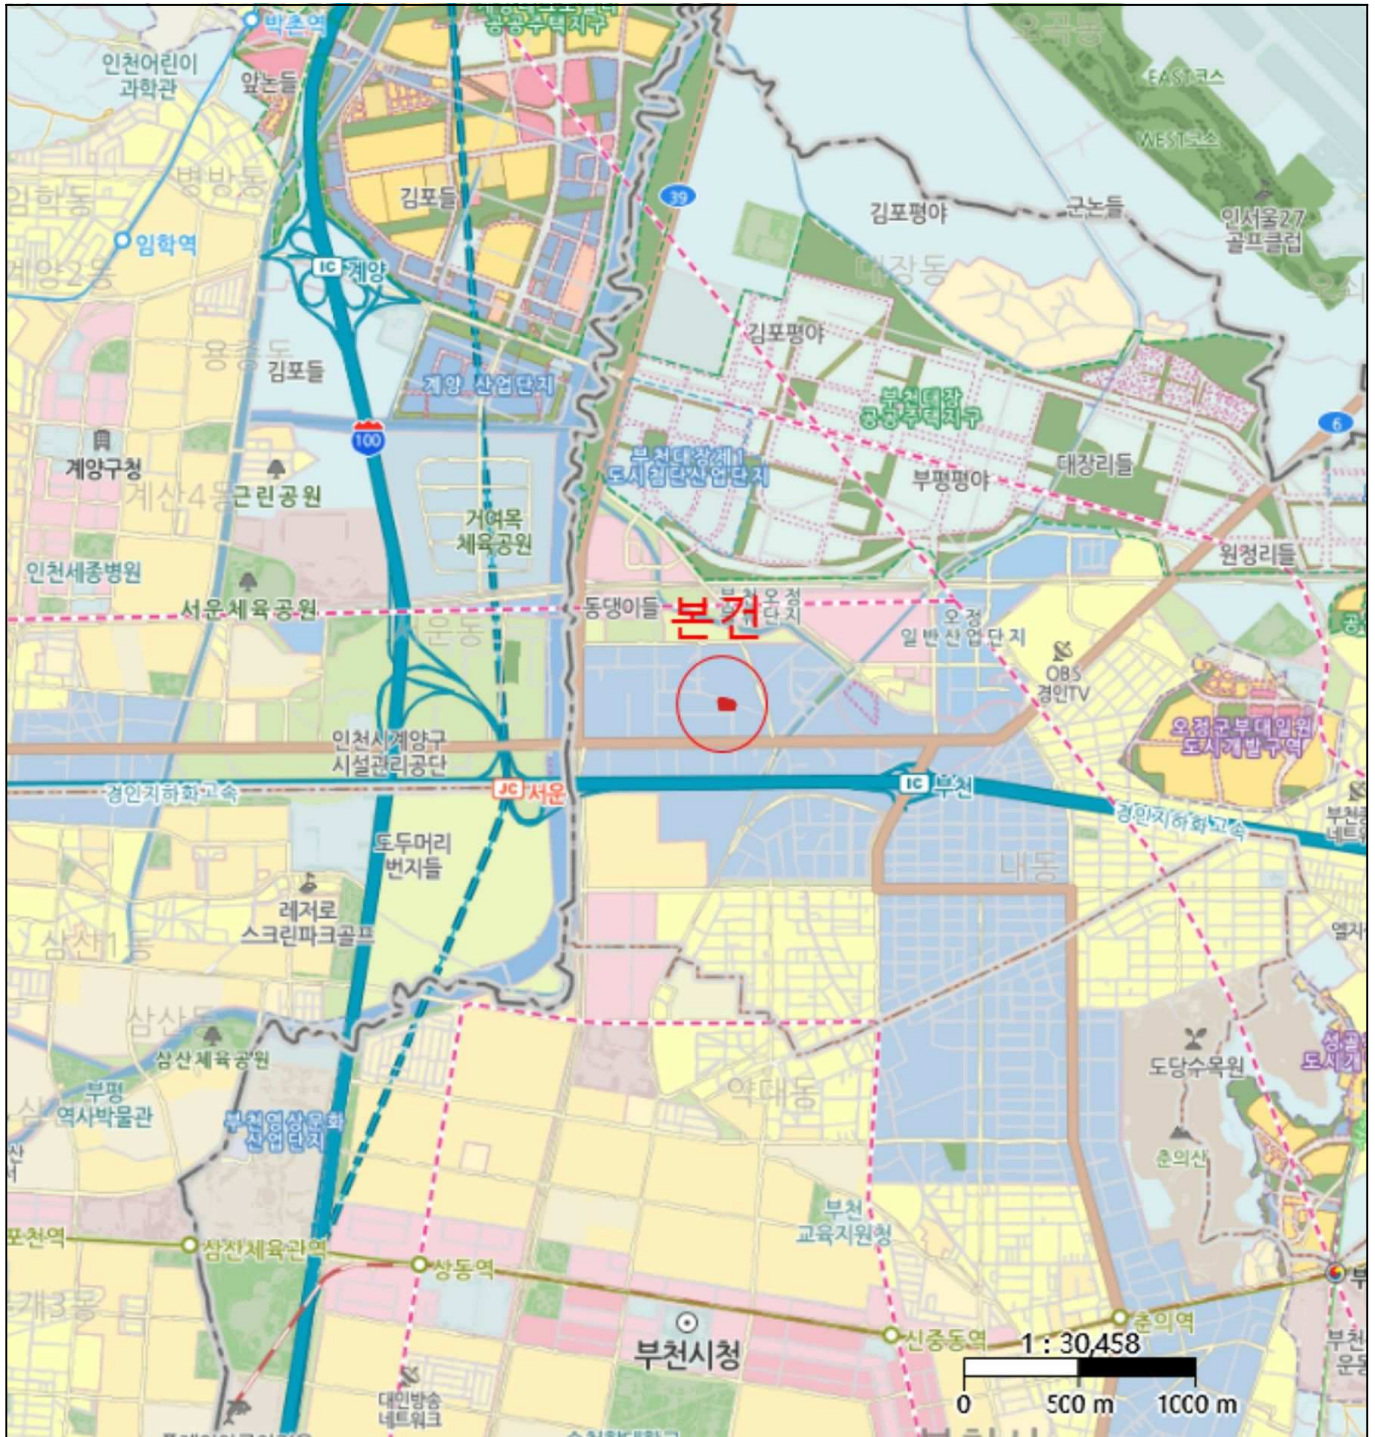 박촌역
공공주택지구
오곡동
인천어린이
과학관
앞논들
EAST코스
WEST코스
병방동
임학동
김포들
39
김포평야
군논들
인서울27
골프클럽
임학역
계양2동
IC 계양
대장동
오쇠
용종동
김포들
김포평야
계양 산업단지
부천대장
공공주택지구
100
6
계양구청
부천대장제1
도시첨단산업단지
대장리들
부평평야
계산4동
근린공원
거여목
체육공원
원정리들
인천세종병원
서운체육공원
동댕이들
본건
부천오정
단지
오정
일반산업단지
서운동
OBS
경인TV
오정군부대일원
도시개발구역
인천시계양구
시설관리공단
경인지하화고속
JC 서운
IC 부천
경인지하화고속
도두머리
번지들
내동
레저로
스크린파크골프
삼산1동
삼산동
삼산체육공원
도당수목원
부평
역사박물관
약대동
부천영상문화
산업단지
춘의산
부천
교육지원청
삼산체육관역
상동역
부천시청
신중동역
춘의역
1 : 30,458
대인방송
네트워크
0 500 m 1000 m